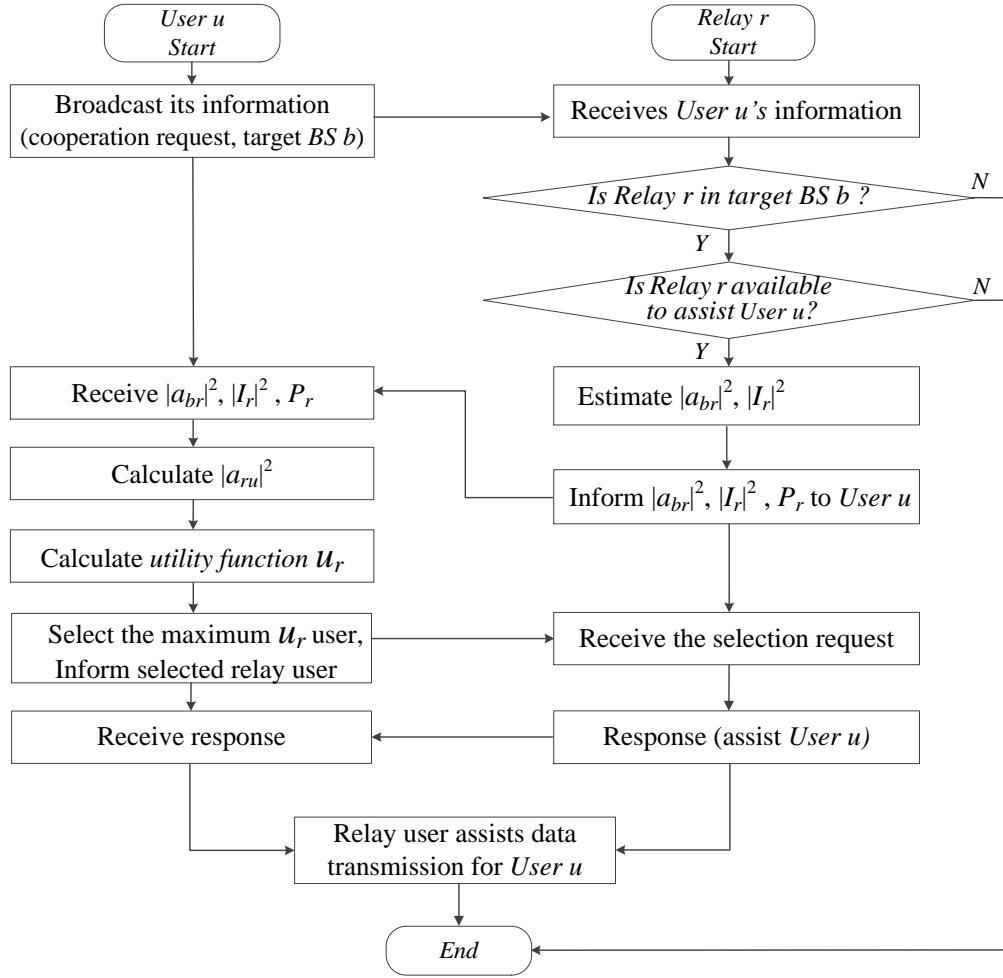 User u
Start
Broadcast its information
(cooperation request, target BS b)
Receive |a_br|², |I_r|² , P_r
Calculate |a_ru|²
Calculate utility function u_r
Select the maximum u_r user,
Inform selected relay user
Receive response
Relay r
Start
Receives User u’s information
Is Relay r in target BS b ?
N
Y
Is Relay r available
to assist User u?
N
Y
Estimate |a_br|², |I_r|²
Inform |a_br|², |I_r|² , P_r to User u
Receive the selection request
Response (assist User u)
Relay user assists data
transmission for User u
End